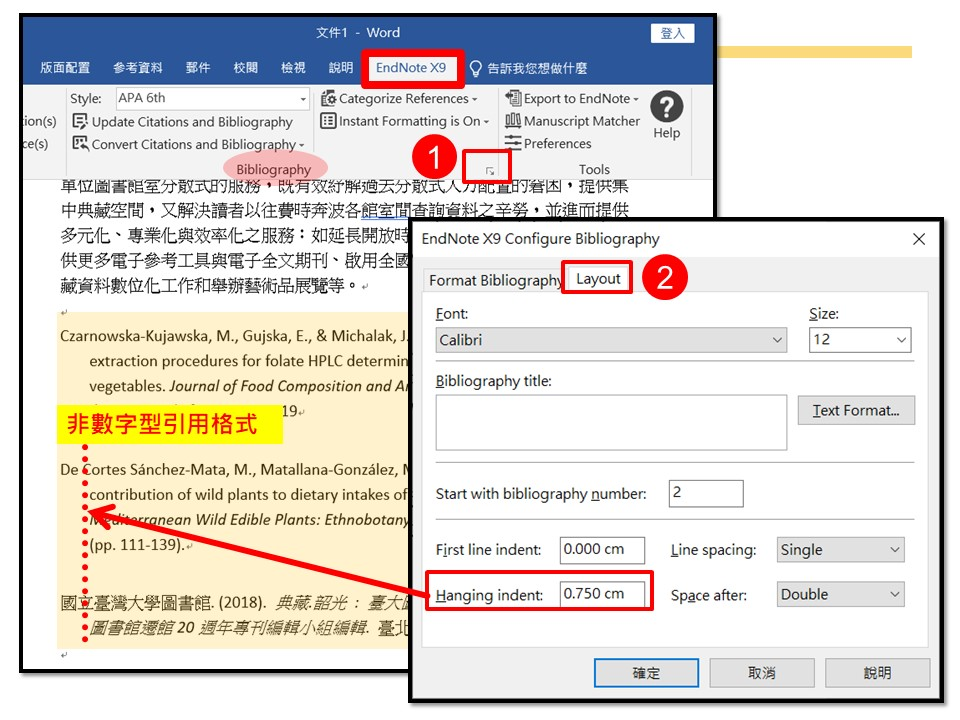 文件1 - Word
登入
版面配置 參考資料 郵件 校閱 檢視 說明 EndNote X9 告訴我您想做什麼
Style: APA 6th
Categorize References
Export to EndNote
ion(s)
Update Citations and Bibliography
Instant Formatting is On
Manuscript Matcher
Help
ce(s)
Convert Citations and Bibliography
Preferences
Bibliography
1
Tools
單位圖書館室分散式的服務，既有效紓解過去分散式人力配置的窘困，提供集
中典藏空間，又解決讀者以往費時奔波各館室間查詢資料之辛勞，並進而提供
多元化、專業化與效率化之服務：如延長開放時
供更多電子參考工具與電子全文期刊、啟用全國
藏資料數位化工作和舉辦藝術品展覽等。
Czarnowska-Kujawska, M., Gujska, E., & Michalak, J.
extraction procedures for folate HPLC determin
vegetables. Journal of Food Composition and An
19
非數字型引用格式
De Cortes Sánchez-Mata, M., Matallana-González, M
contribution of wild plants to dietary intakes of
Mediterranean Wild Edible Plants: Ethnobotany
(pp. 111-139).
國立臺灣大學圖書館. (2018). 典藏.韶光： 臺大圖
圖書館遷館 20 週年專刊編輯小組編輯. 臺北
EndNote X9 Configure Bibliography
Format Bibliography
Layout
2
Font:
Size:
Calibri
12
Bibliography title:
Text Format...
Start with bibliography number: 2
First line indent: 0.000 cm
Line spacing: Single
Hanging indent: 0.750 cm
Space after: Double
確定
取消
說明